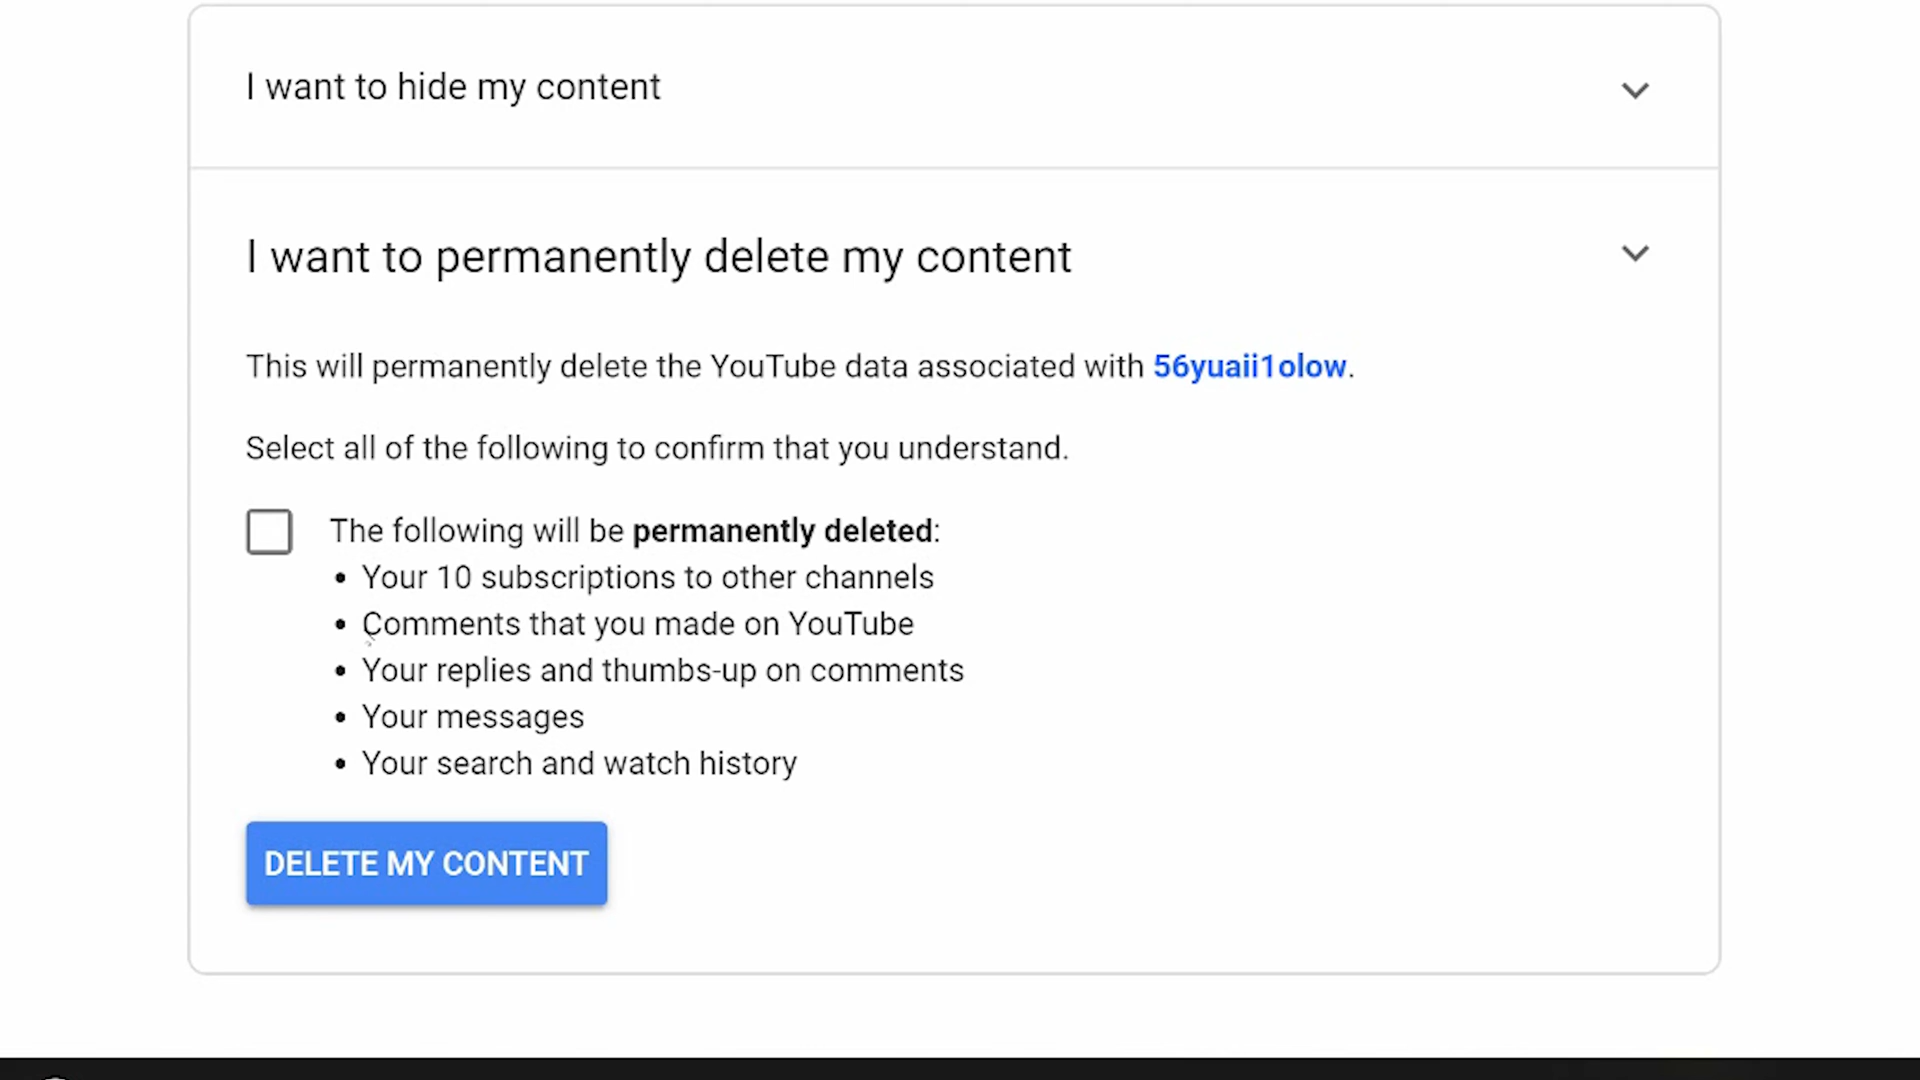 I want to hide my content
I want to permanently delete my content
This will permanently delete the YouTube data associated with 56yuaii1olow.
Select all of the following to confirm that you understand.
The following will be permanently deleted:
• Your 10 subscriptions to other channels
• Comments that you made on YouTube
• Your replies and thumbs-up on comments
• Your messages
• Your search and watch history
DELETE MY CONTENT